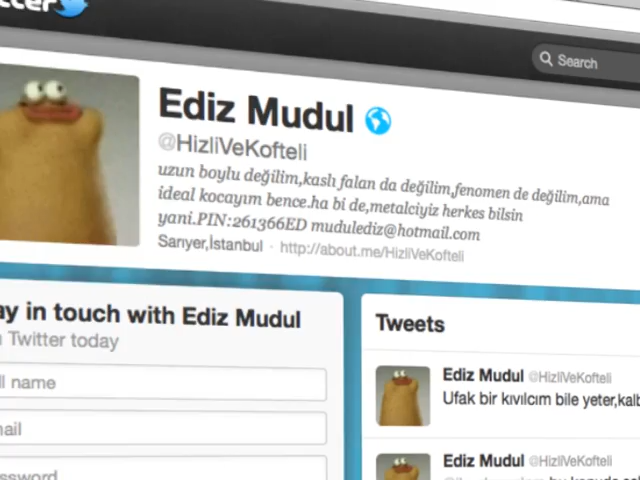 Search
Ediz Mudul
@HizliVeKofteli
uzun boylu değilim,kaslı falan da değilim,fenomen de değilim,ama
ideal kocayım bence.ha bi de,metalciyiz herkes bilsin
yani.PIN:261366ED mudulediz@hotmail.com
Sarıyer,İstanbul · http://about.me/HizliVeKofteli
in touch with Ediz Mudul
Twitter today
name
Tweets
Ediz Mudul @HizliVeKofteli
Ufak bir kıvılcım bile yeter,
Ediz Mudul @HizliVeKofteli